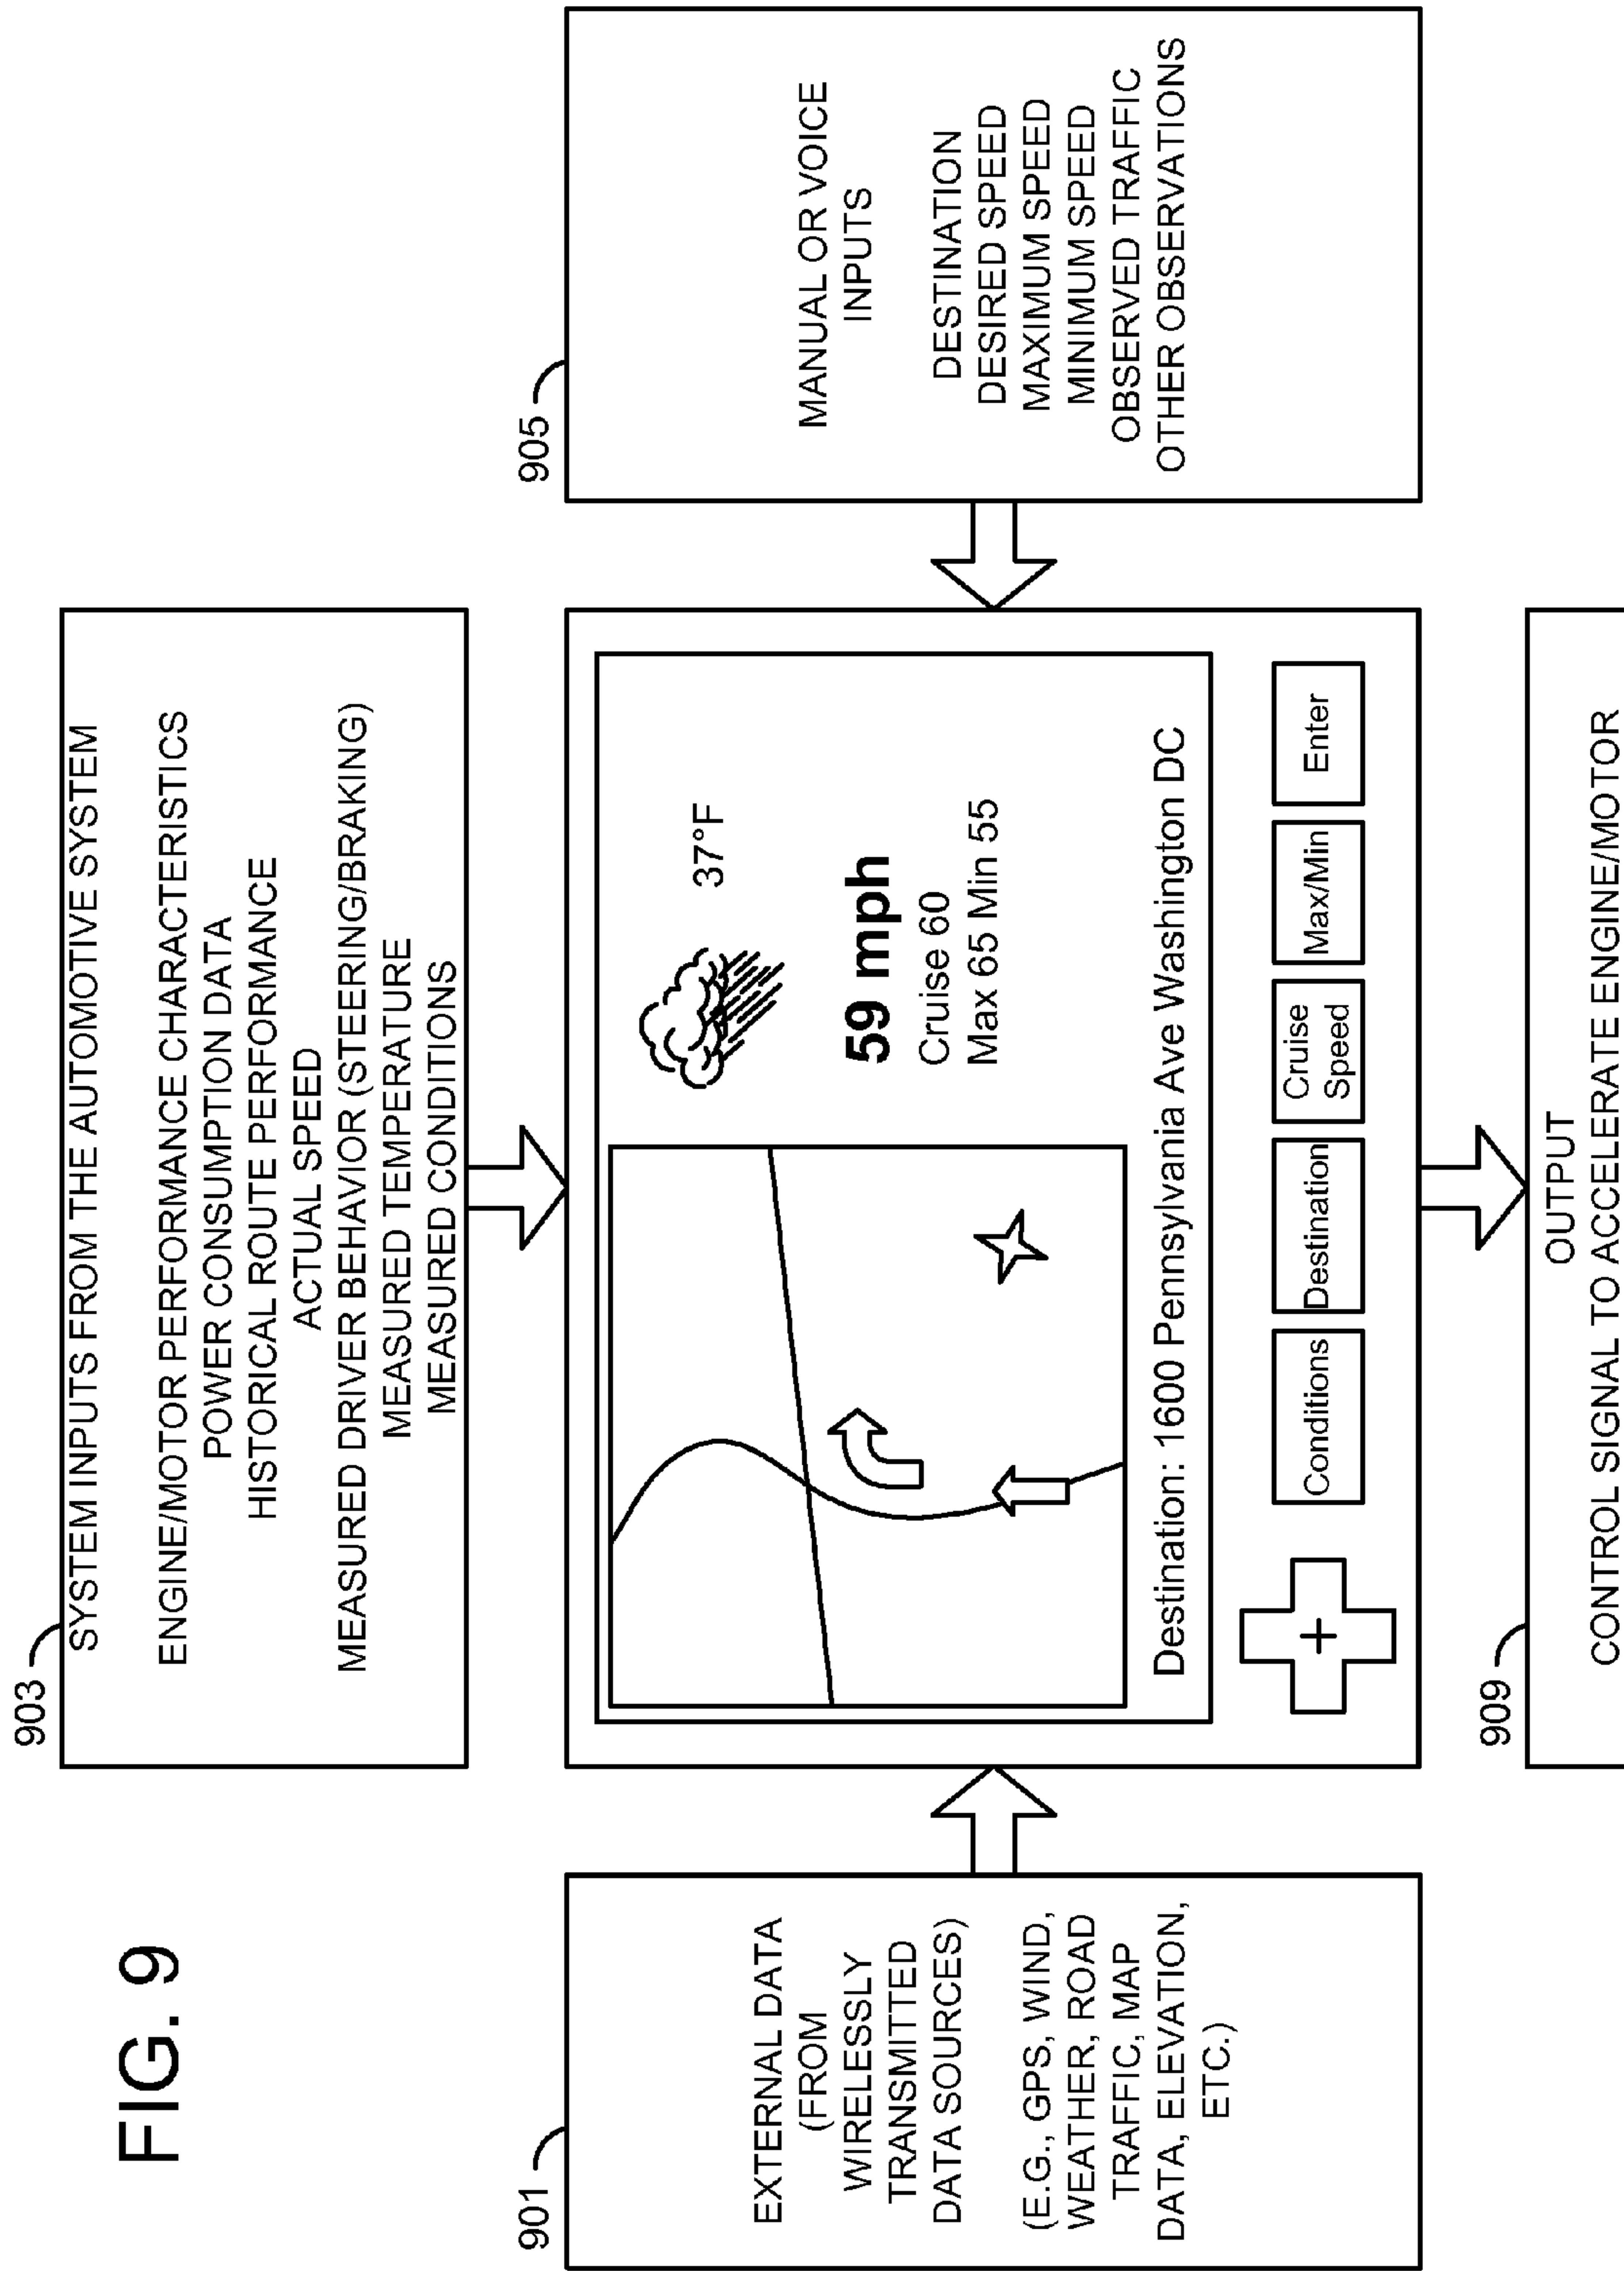 FIG. 9
903
SYSTEM INPUTS FROM THE AUTOMOTIVE SYSTEM
ENGINE/MOTOR PERFORMANCE CHARACTERISTICS
POWER CONSUMPTION DATA
HISTORICAL ROUTE PERFORMANCE
ACTUAL SPEED
MEASURED DRIVER BEHAVIOR (STEERING/BRAKING)
MEASURED TEMPERATURE
MEASURED CONDITIONS
901
EXTERNAL DATA
(FROM
WIRELESSLY
TRANSMITTED
DATA SOURCES)
(E.G., GPS, WIND,
WEATHER, ROAD
TRAFFIC, MAP
DATA, ELEVATION,
ETC.)
37°F
59 mph
Cruise 60
Max 65 Min 55
Destination: 1600 Pennsylvania Ave Washington DC
+
Conditions
Destination
Cruise
Speed
Max/Min
Enter
905
MANUAL OR VOICE
INPUTS
DESTINATION
DESIRED SPEED
MAXIMUM SPEED
MINIMUM SPEED
OBSERVED TRAFFIC
OTHER OBSERVATIONS
909
OUTPUT
CONTROL SIGNAL TO ACCELERATE ENGINE/MOTOR